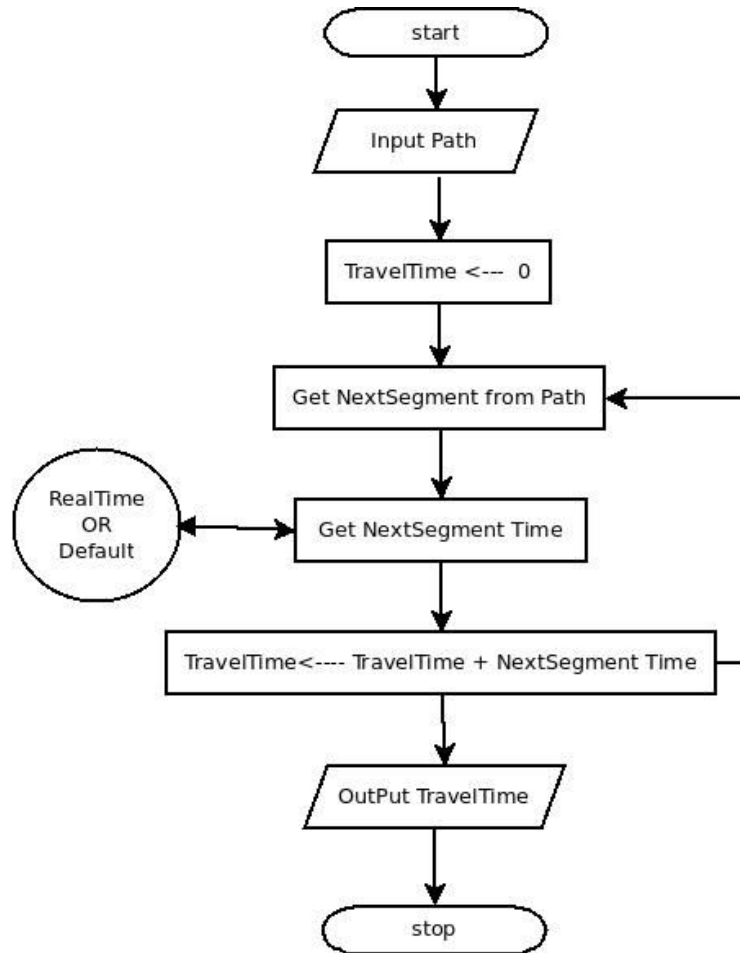 start
Input Path
TravelTime <--- 0
Get NextSegment from Path
RealTime
OR
Default
Get NextSegment Time
TravelTime<---- TravelTime + NextSegment Time
OutPut TravelTime
stop